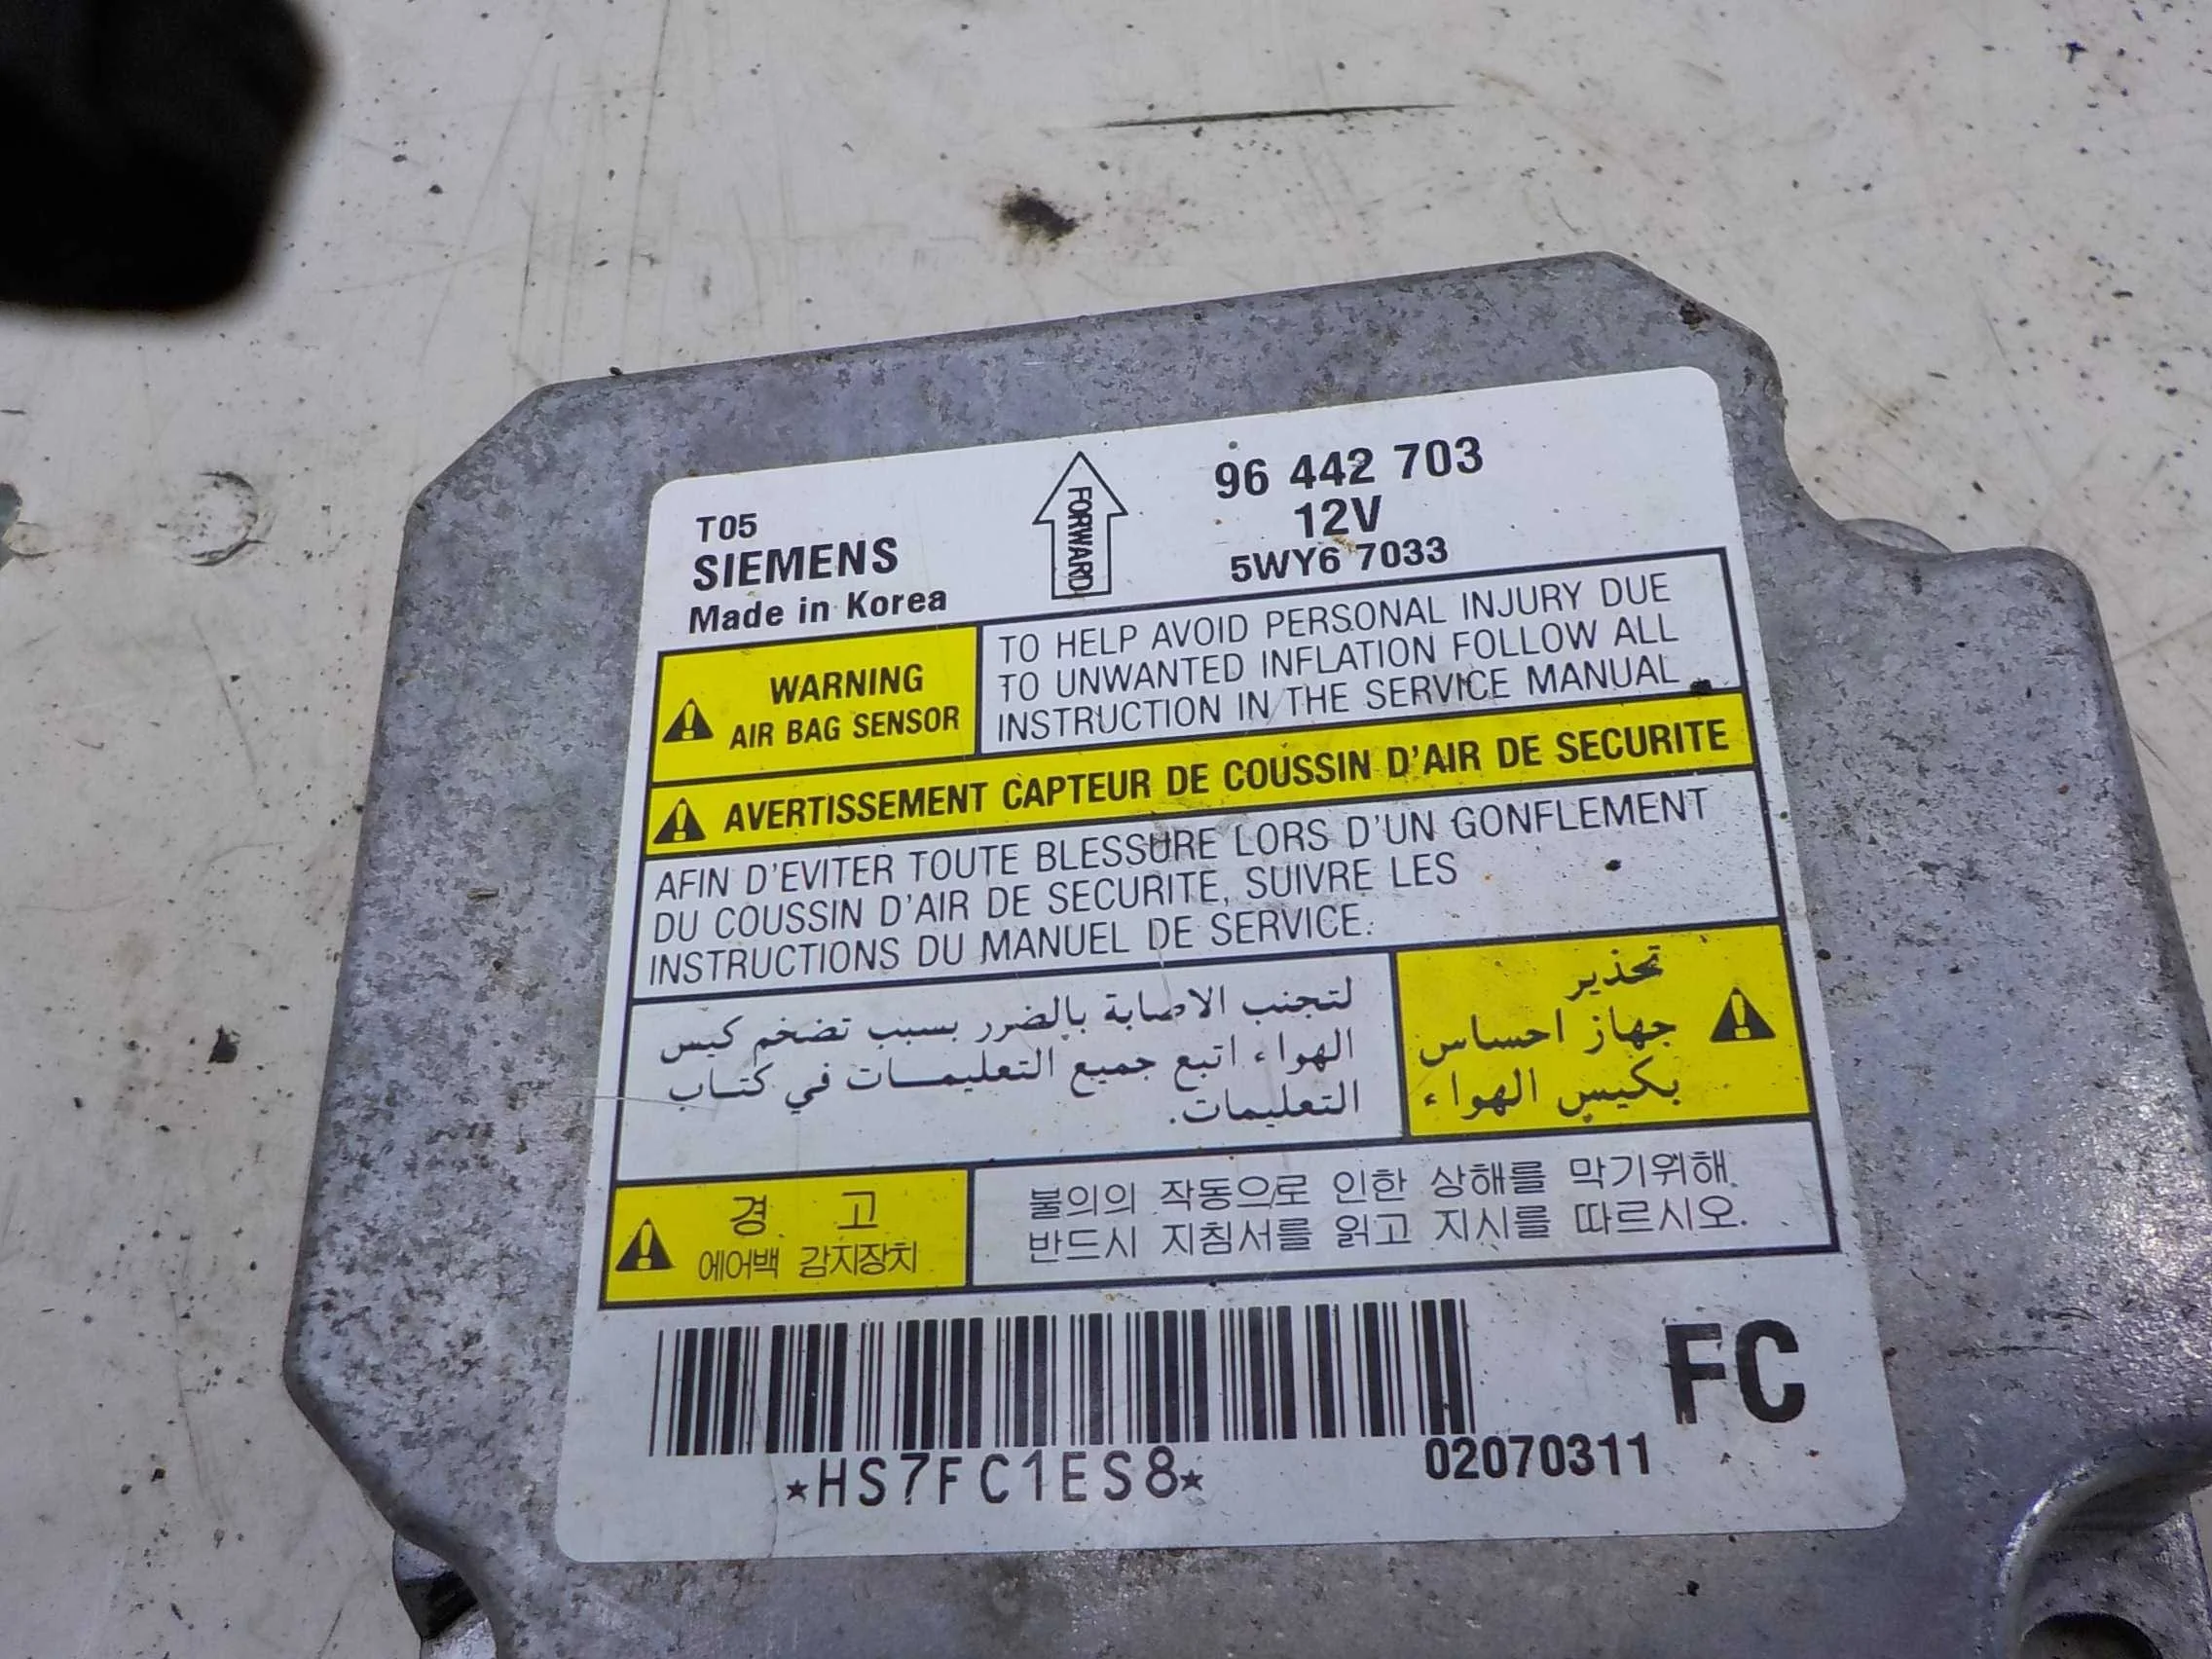 T05
SIEMENS
Made in Korea
FORWARD
96 442 703
12V
5WY6 7033
WARNING
AIR BAG SENSOR
TO HELP AVOID PERSONAL INJURY DUE
TO UNWANTED INFLATION FOLLOW ALL
INSTRUCTION IN THE SERVICE MANUAL
AVERTISSEMENT CAPTEUR DE COUSSIN D'AIR DE SECURITE
AFIN D'EVITER TOUTE BLESSURE LORS D'UN GONFLEMENT
DU COUSSIN D'AIR DE SECURITE, SUIVRE LES
INSTRUCTIONS DU MANUEL DE SERVICE.
تحذير
جهاز احساس
بكيس الهواء
لتجنب الاصابة بالضرر بسبب تضخم كيس
الهواء اتبع جميع التعليمات في كتاب
التعليمات.
경 고
에어백 감지장치
불의의 작동으로 인한 상해를 막기위해
반드시 지침서를 읽고 지시를 따르시오.
FC
*HS7FC1ES8*
02070311